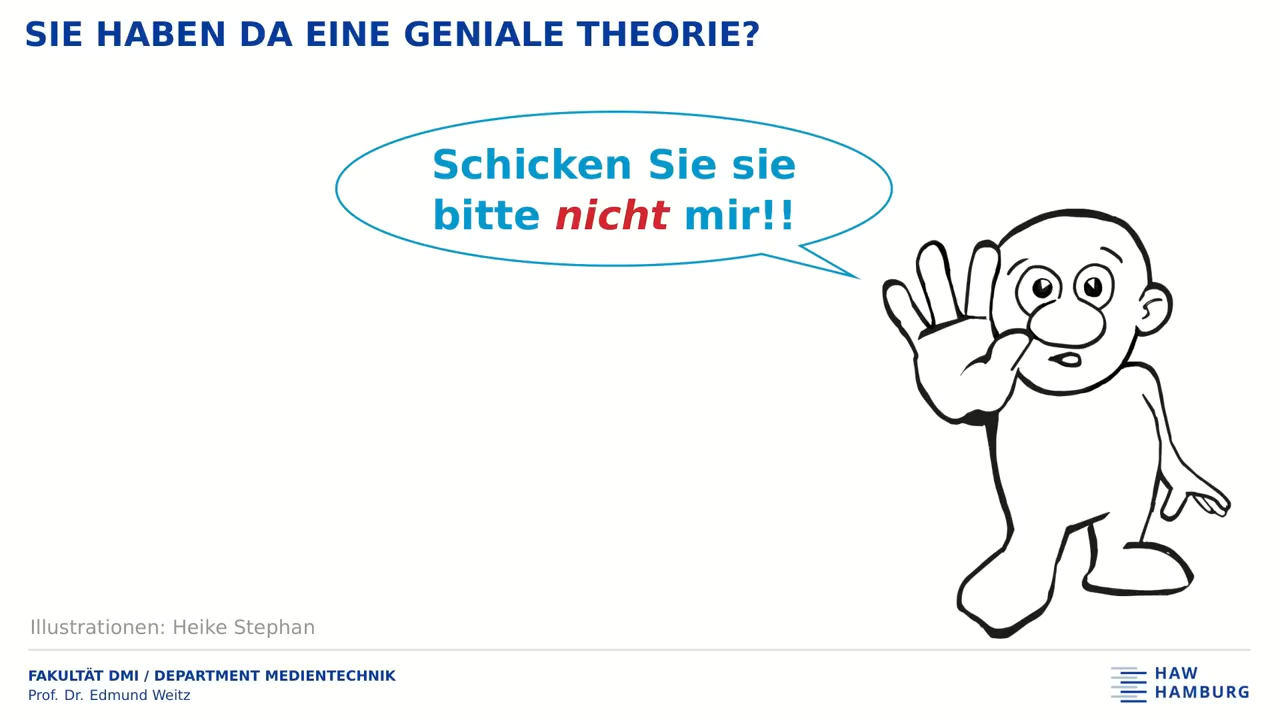 SIE HABEN DA EINE GENIALE THEORIE?
Schicken Sie sie
bitte nicht mir!!
Illustrationen: Heike Stephan
FAKULTÄT DMI / DEPARTMENT MEDIENTECHNIK
Prof. Dr. Edmund Weitz
HAW
HAMBURG